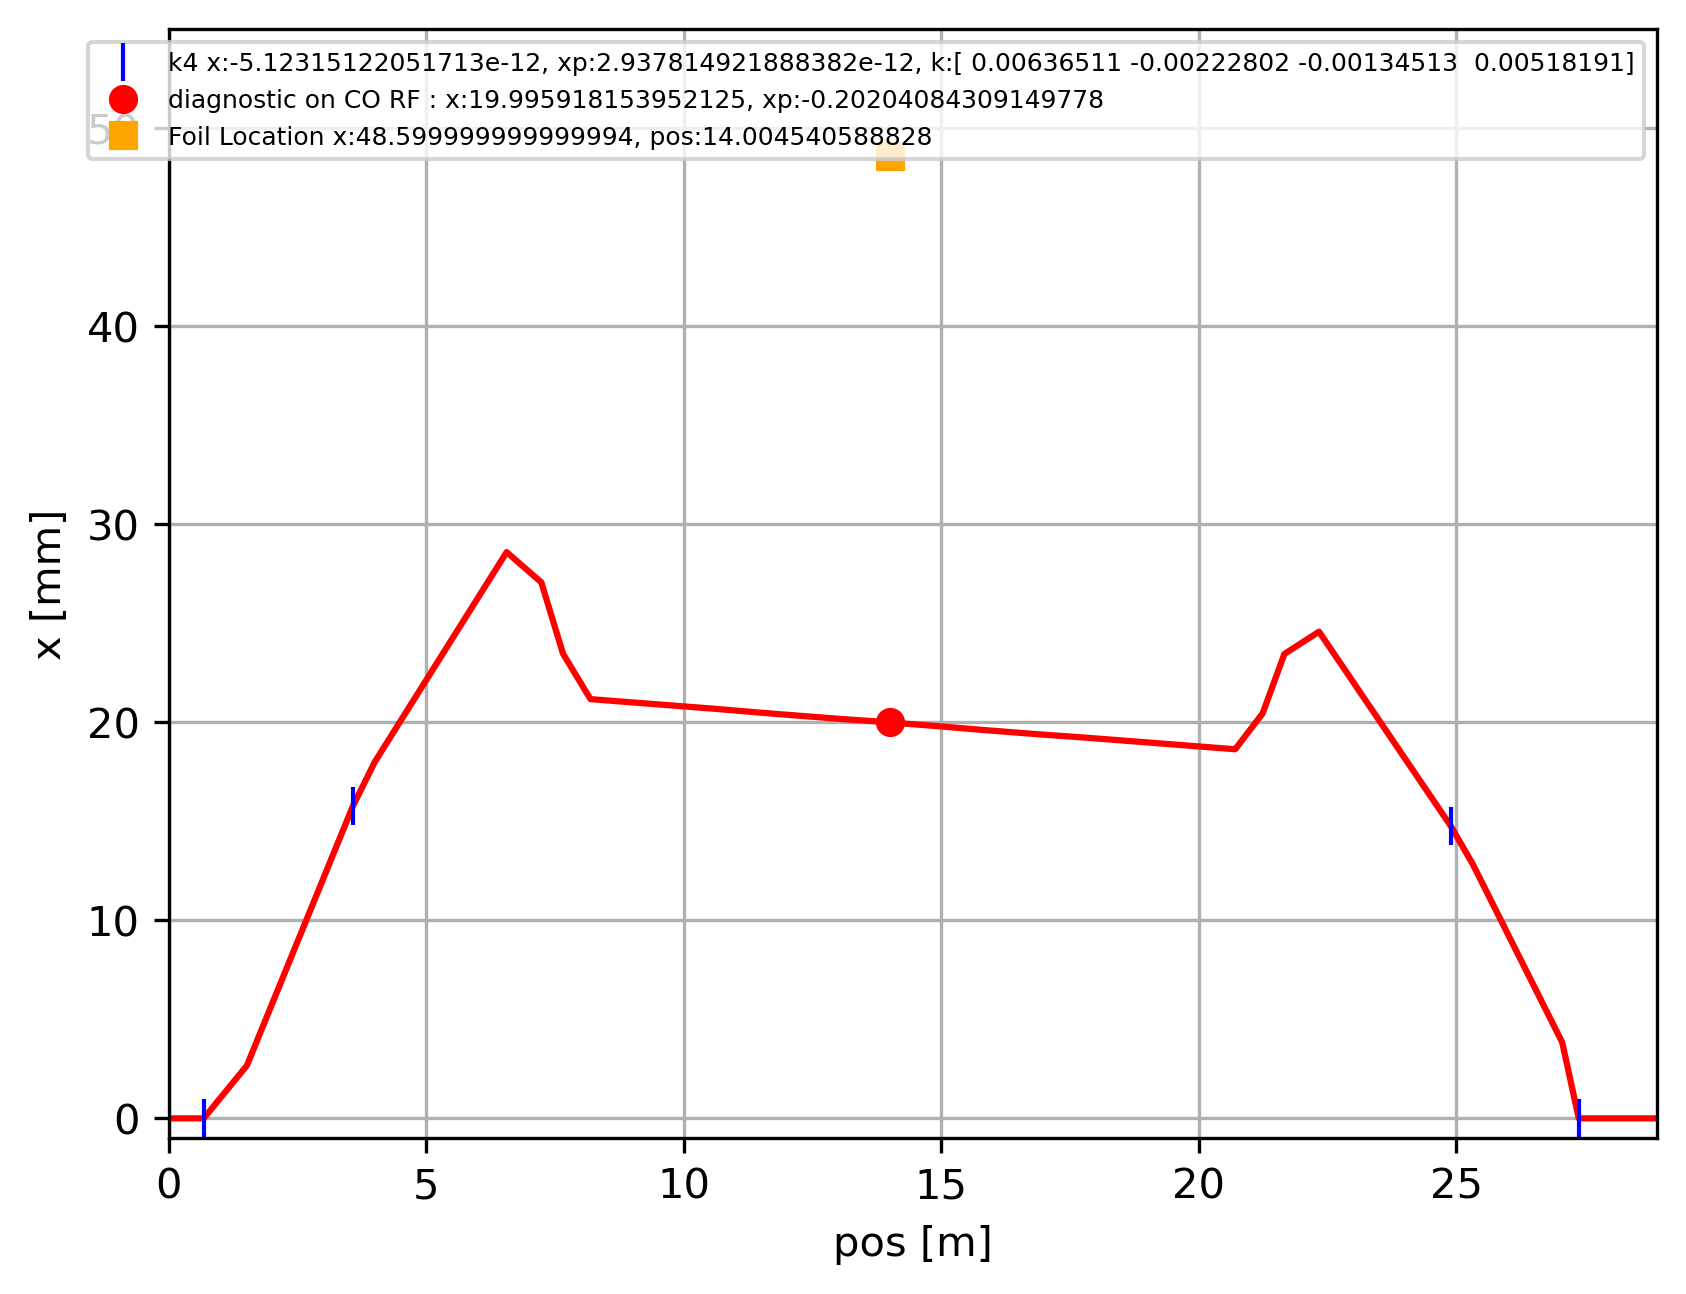 k4 x:-5.12315122051713e-12, xp:2.937814921888382e-12, k:[ 0.00636511 -0.00222802 -0.00134513  0.00518191]
diagnostic on CO RF : x:19.995918153952125, xp:-0.20204084309149778
Foil Location x:48.599999999999994, pos:14.004540588828
50
40
30
20
10
0
x [mm]
0 5 10 15 20 25
pos [m]